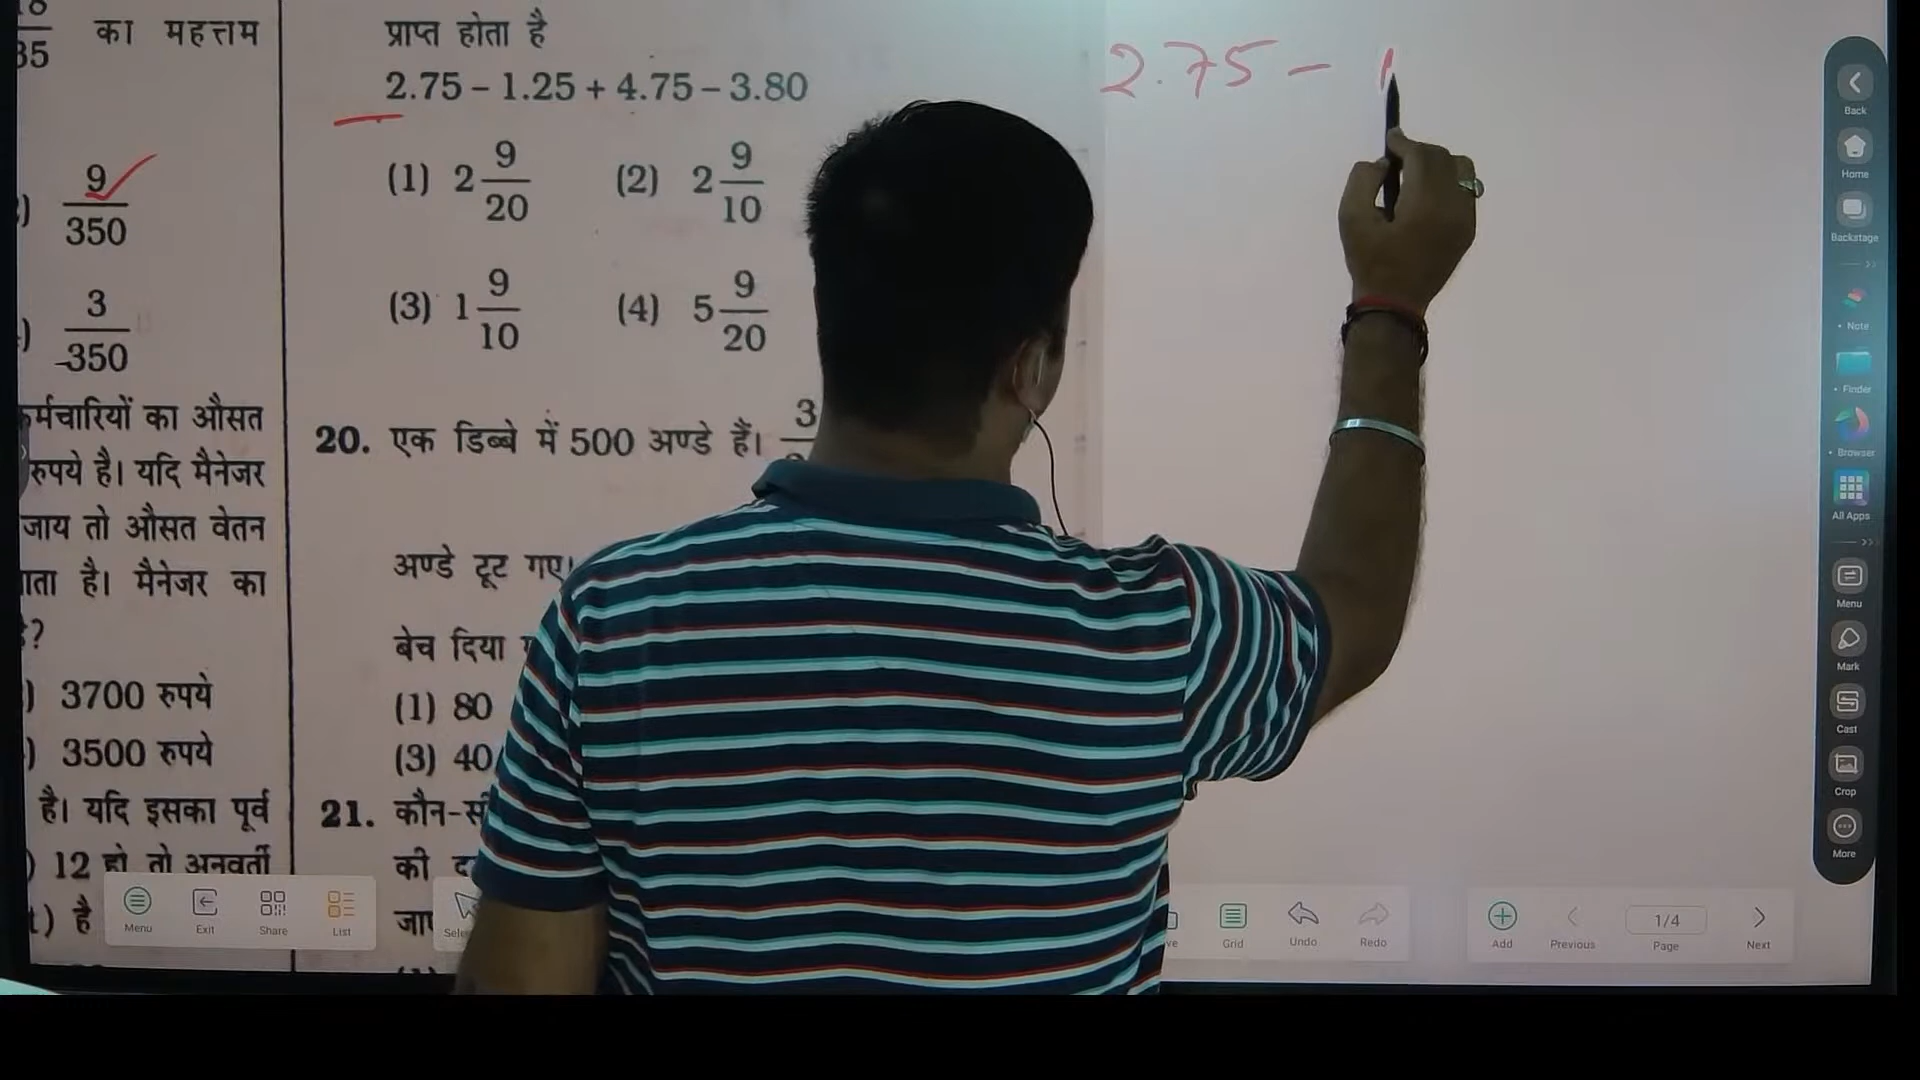 का महत्तम
35
9
350
3
350
कर्मचारियों का औसत
रुपये है। यदि मैनेजर
जाय तो औसत वेतन
जाता है। मैनेजर का
?
3700 रुपये
3500 रुपये
है। यदि इसका पूर्व
12 हो तो अनुवर्ती
है
प्राप्त होता है
2.75 – 1.25 + 4.75 – 3.80
(1) 2 9/20 (2) 2 9/10
(3) 1 9/10 (4) 5 9/20
20. एक डिब्बे में 500 अण्डे हैं। 3
अण्डे टूट गए।
बेच दिया
(1) 80
(3) 40
21. कौन-सी
की
2.75 – 1
Back
Home
Backstage
Note
Finder
Browser
All Apps
Menu
Mark
Cast
Crop
More
Menu Exit Share List
Grid Undo Redo
Add Previous 1/4 Page Next